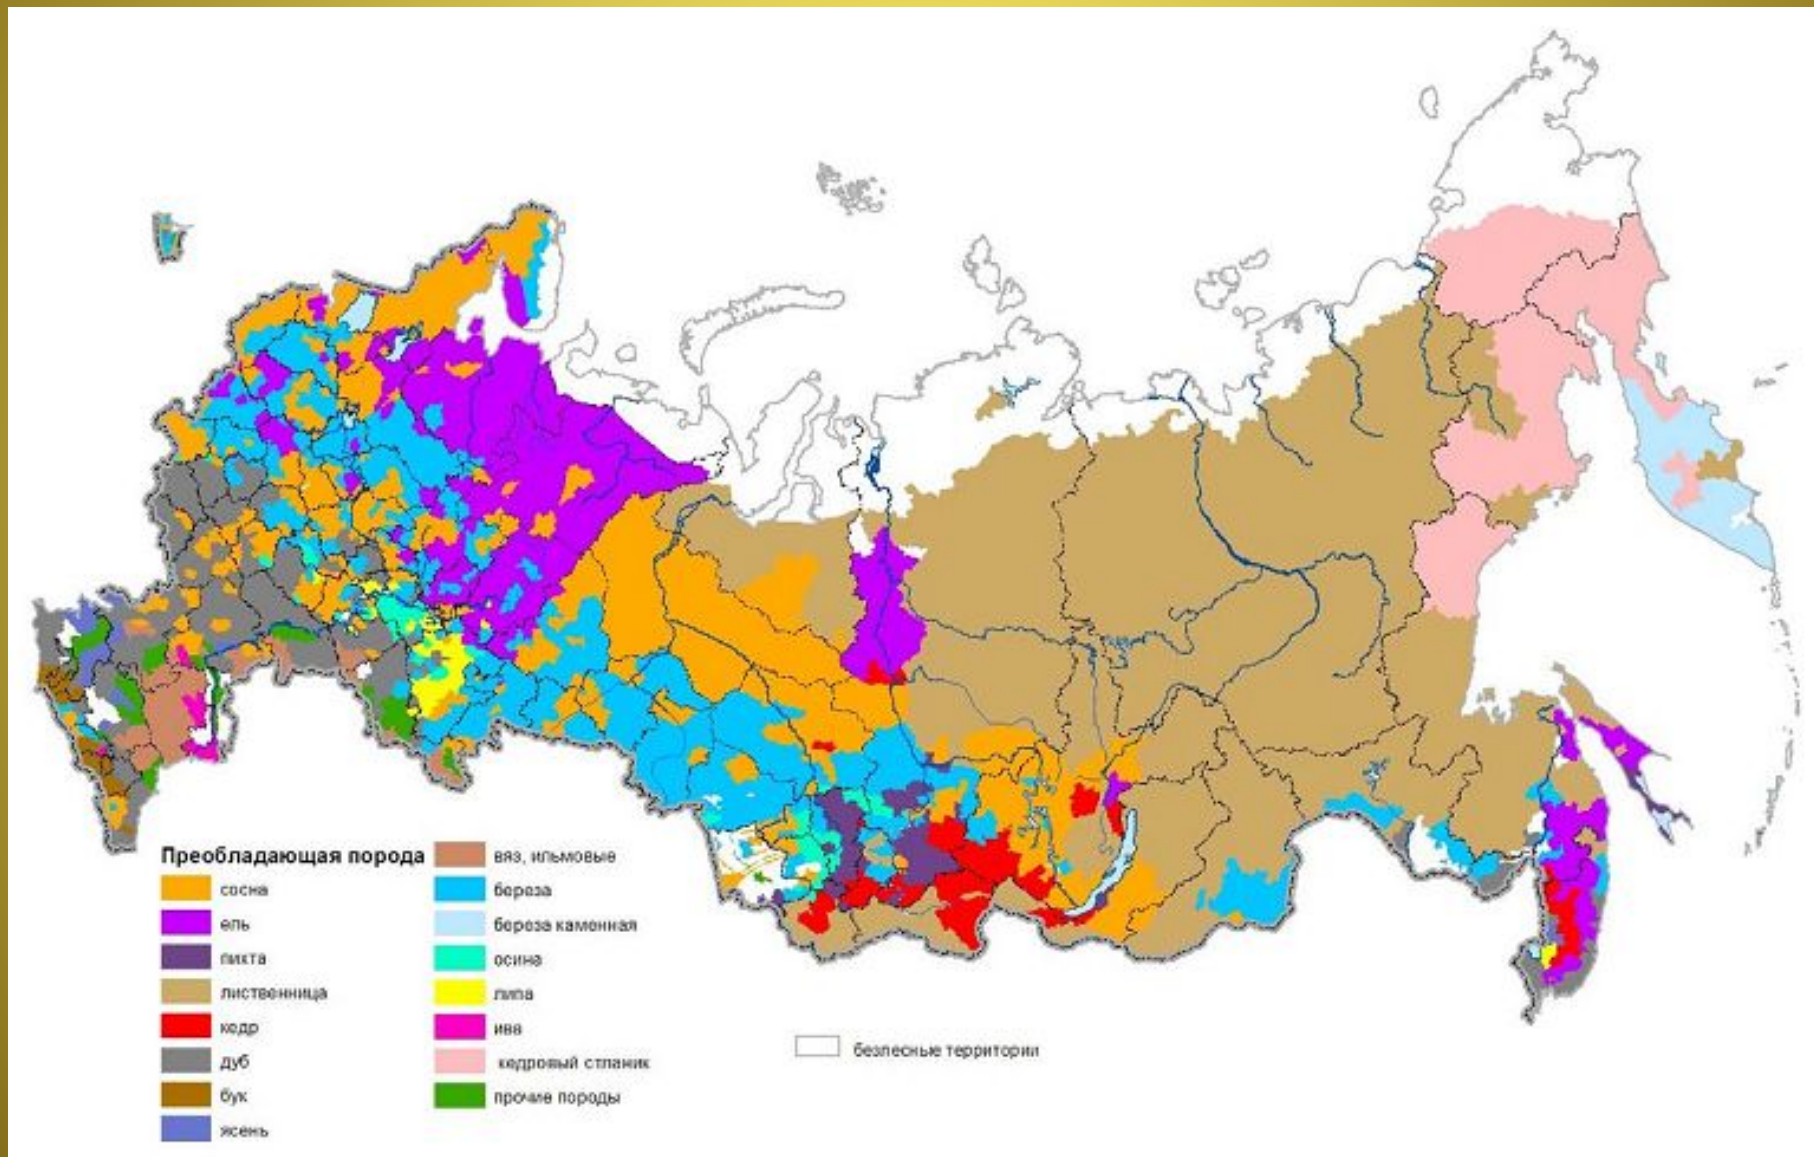 Преобладающая порода
сосна
ель
пихта
лиственница
кедр
дуб
бук
ясень
вяз, ильмовые
береза
береза каменная
осина
липа
ива
кедровый стланик
прочие породы
безлесные территории